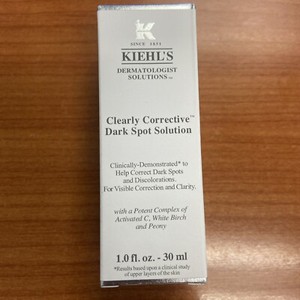 K
SINCE 1851
KIEHL'S
DERMATOLOGIST
SOLUTIONS™
Clearly Corrective™
Dark Spot Solution
Clinically-Demonstrated* to
Help Correct Dark Spots
and Discolorations.
For Visible Correction and Clarity.
with a Potent Complex of
Activated C, White Birch
and Peony
1.0 fl. oz. - 30 ml
*Results based upon a clinical study
of upper layers of the skin